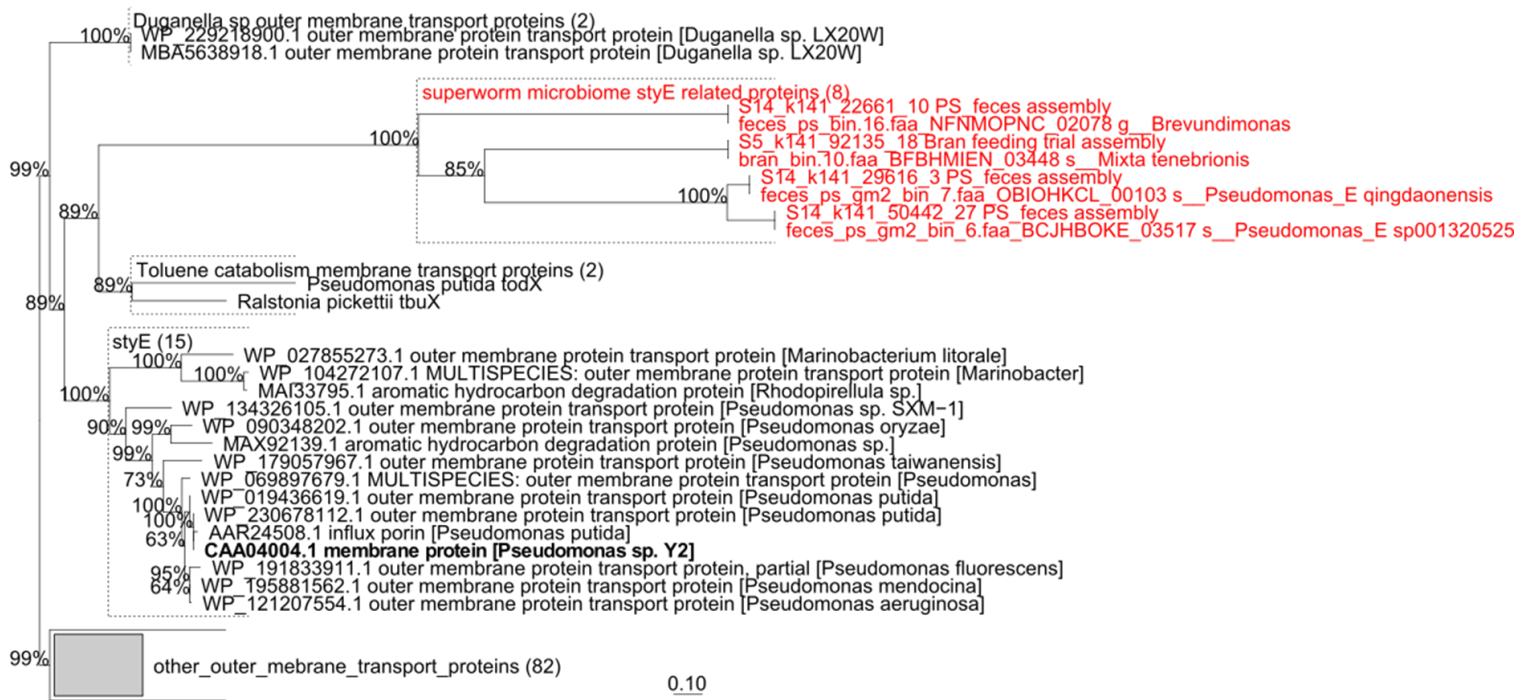 Duganella sp outer membrane transport proteins (2)
100%
WP_229218900.1 outer membrane protein transport protein [Duganella sp. LX20W]
MBA5638918.1 outer membrane protein transport protein [Duganella sp. LX20W]
superworm microbiome styE related proteins (8)
S14_k141_22661_10 PS_feces assembly
feces_ps_bin.16.faa_NFNMOPNC_02078 g__Brevundimonas
100%
S5_k141_92135_18 Bran feeding trial assembly
bran_bin.10.faa_BFBHMIEN_03448 s__Mixta tenebrionis
99%
85%
S14_k141_29616_3 PS_feces assembly
100%
feces_ps_gm2_bin_7.faa_OBIOHKCL_00103 s__Pseudomonas_E qingdaonensis
89%
S14_k141_50442_27 PS_feces assembly
feces_ps_gm2_bin_6.faa_BCJHBOKE_03517 s__Pseudomonas_E sp001320525
Toluene catabolism membrane transport proteins (2)
89%
Pseudomonas putida todX
89%
Ralstonia pickettii tbuX
styE (15)
100%
WP_027855273.1 outer membrane protein transport protein [Marinobacterium litorale]
100%
WP_104272107.1 MULTISPECIES: outer membrane protein transport protein [Marinobacter]
100%
MAI33795.1 aromatic hydrocarbon degradation protein [Rhodopirellula sp.]
WP_134326105.1 outer membrane protein transport protein [Pseudomonas sp. SXM−1]
90%
99%
WP_090348202.1 outer membrane protein transport protein [Pseudomonas oryzae]
MAX92139.1 aromatic hydrocarbon degradation protein [Pseudomonas sp.]
99%
WP_179057967.1 outer membrane protein transport protein [Pseudomonas taiwanensis]
73%
WP_069897679.1 MULTISPECIES: outer membrane protein transport protein [Pseudomonas]
WP_019436619.1 outer membrane protein transport protein [Pseudomonas putida]
100%
WP_230678112.1 outer membrane protein transport protein [Pseudomonas putida]
100%
AAR24508.1 influx porin [Pseudomonas putida]
63%
CAA04004.1 membrane protein [Pseudomonas sp. Y2]
WP_191833911.1 outer membrane protein transport protein, partial [Pseudomonas fluorescens]
95%
WP_195881562.1 outer membrane protein transport protein [Pseudomonas mendocina]
64%
WP_121207554.1 outer membrane protein transport protein [Pseudomonas aeruginosa]
99%
other_outer_mebrane_transport_proteins (82)
0.10